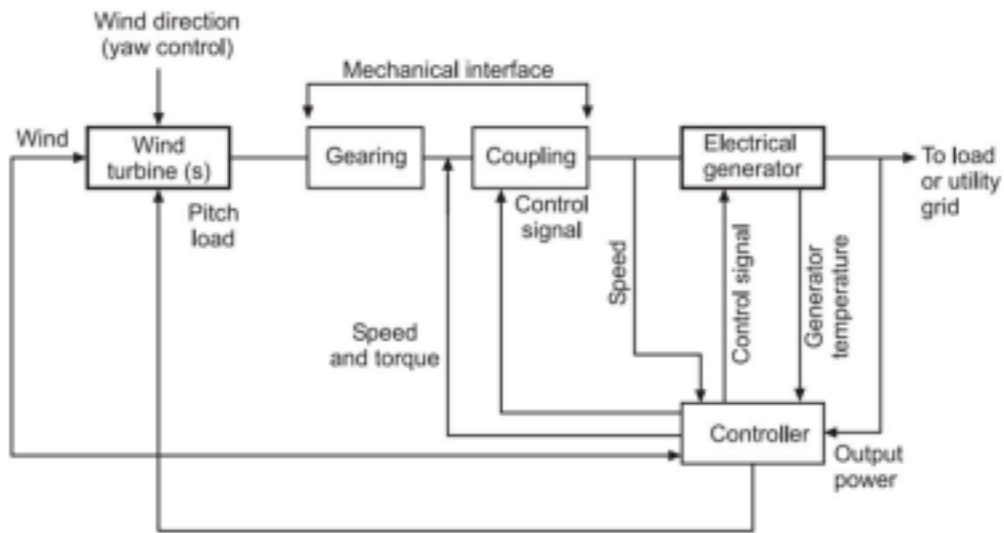 Wind direction
(yaw control)
Mechanical interface
Wind
Wind
turbine (s)
Gearing
Coupling
Electrical
generator
To load
or utility
grid
Pitch
load
Control
signal
Speed
Control signal
Generator
temperature
Speed
and torque
Controller
Output
power